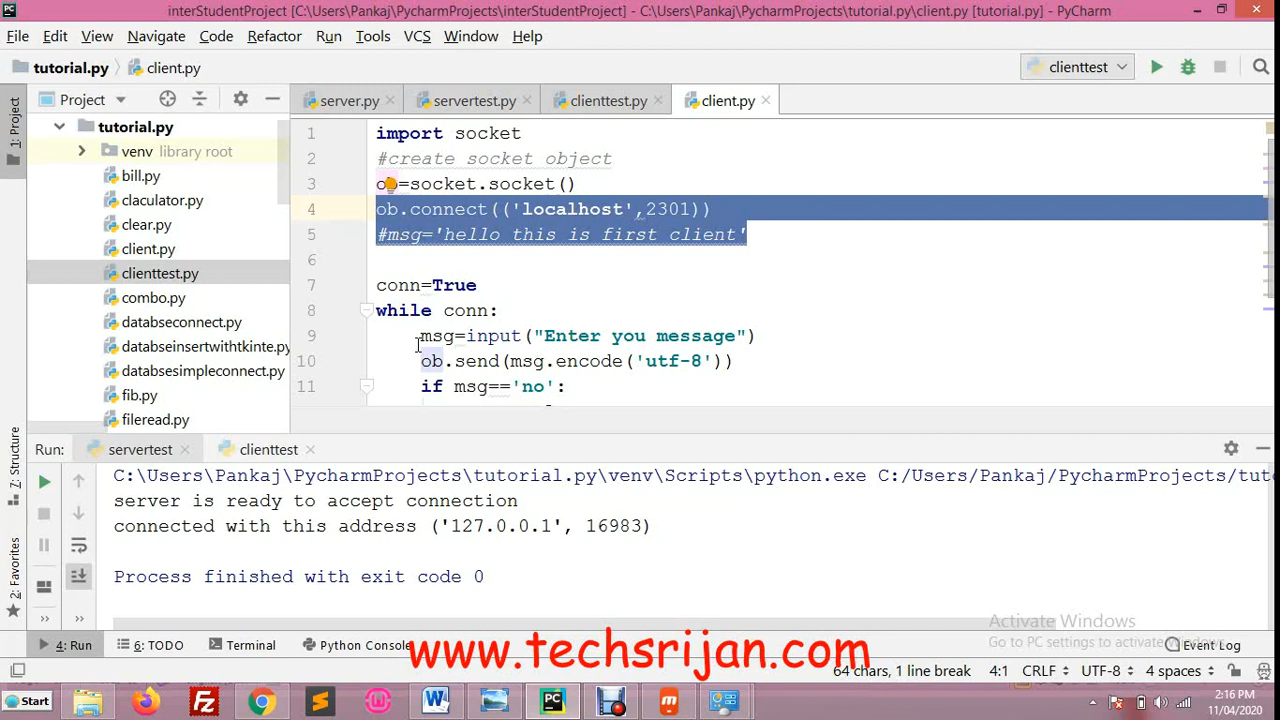 interStudentProject [C:\Users\Pankaj\PycharmProjects\interStudentProject] - C:\Users\Pankaj\PycharmProjects\tutorial.py\client.py [tutorial.py] - PyCharm
File Edit View Navigate Code Refactor Run Tools VCS Window Help
tutorial.py client.py clienttest
1: Project
Project server.py servertest.py clienttest.py client.py
tutorial.py
venv library root
bill.py
claculator.py
clear.py
client.py
clienttest.py
combo.py
databseconnect.py
databseinsertwithtkinte.py
databsesimpleconnect.py
fib.py
fileread.py
1 import socket
2 #create socket object
3 ob=socket.socket()
4 ob.connect(('localhost',2301))
5 #msg='hello this is first client'
6
7 conn=True
8 while conn:
9 msg=input("Enter you message")
10 ob.send(msg.encode('utf-8'))
11 if msg=='no':
Run: servertest clienttest
C:\Users\Pankaj\PycharmProjects\tutorial.py\venv\Scripts\python.exe C:/Users/Pankaj/PycharmProjects/tuto
server is ready to accept connection
connected with this address ('127.0.0.1', 16983)
Process finished with exit code 0
7: Structure
2: Favorites
Activate Windows
Go to PC settings to activate Windows
4: Run 6: TODO Terminal Python Console Event Log
www.techsrijan.com
64 chars, 1 line break 4:1 CRLF UTF-8 4 spaces
Start
2:16 PM
11/04/2020